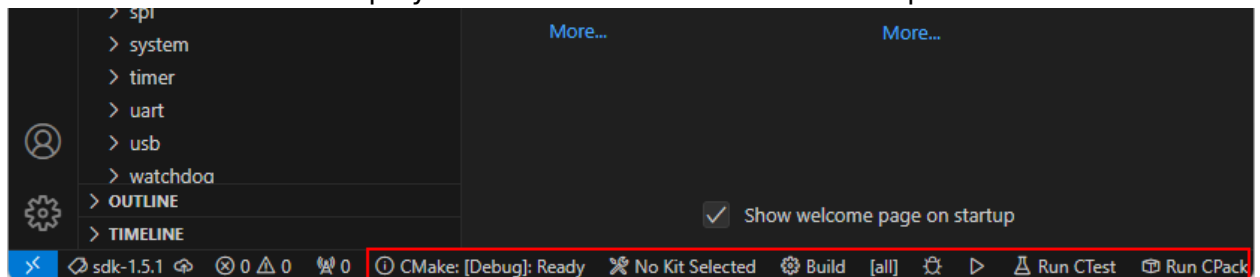 > spi
More...
More...
> system
> timer
> uart
> usb
> watchdog
> OUTLINE
Show welcome page on startup
> TIMELINE
sdk-1.5.1 0 0 0 CMake: [Debug]: Ready No Kit Selected Build [all] Run CTest Run CPack